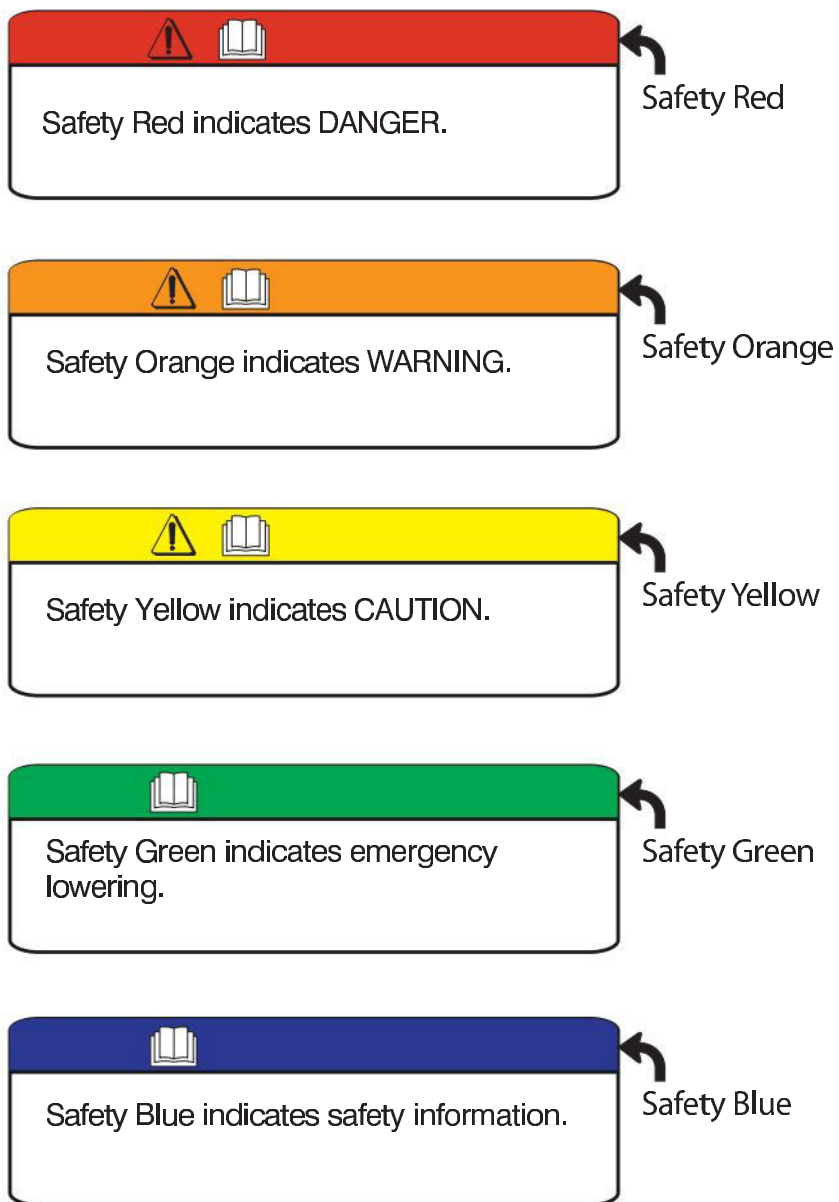 Safety Red indicates DANGER.
Safety Red
Safety Orange indicates WARNING.
Safety Orange
Safety Yellow indicates CAUTION.
Safety Yellow
Safety Green indicates emergency
lowering.
Safety Green
Safety Blue indicates safety information.
Safety Blue